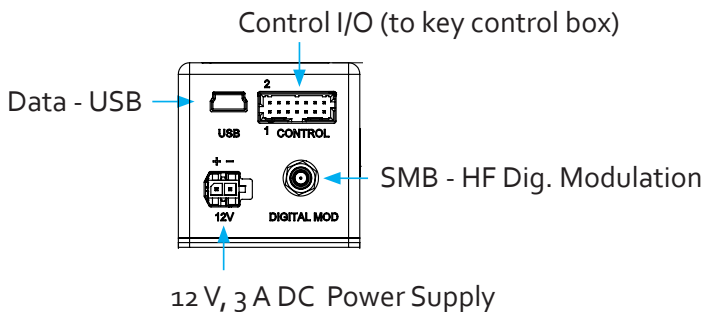 Control I/O (to key control box)
2
Data - USB
USB
1 CONTROL
+ -
SMB - HF Dig. Modulation
12V
DIGITAL MOD
12 V, 3 A DC Power Supply